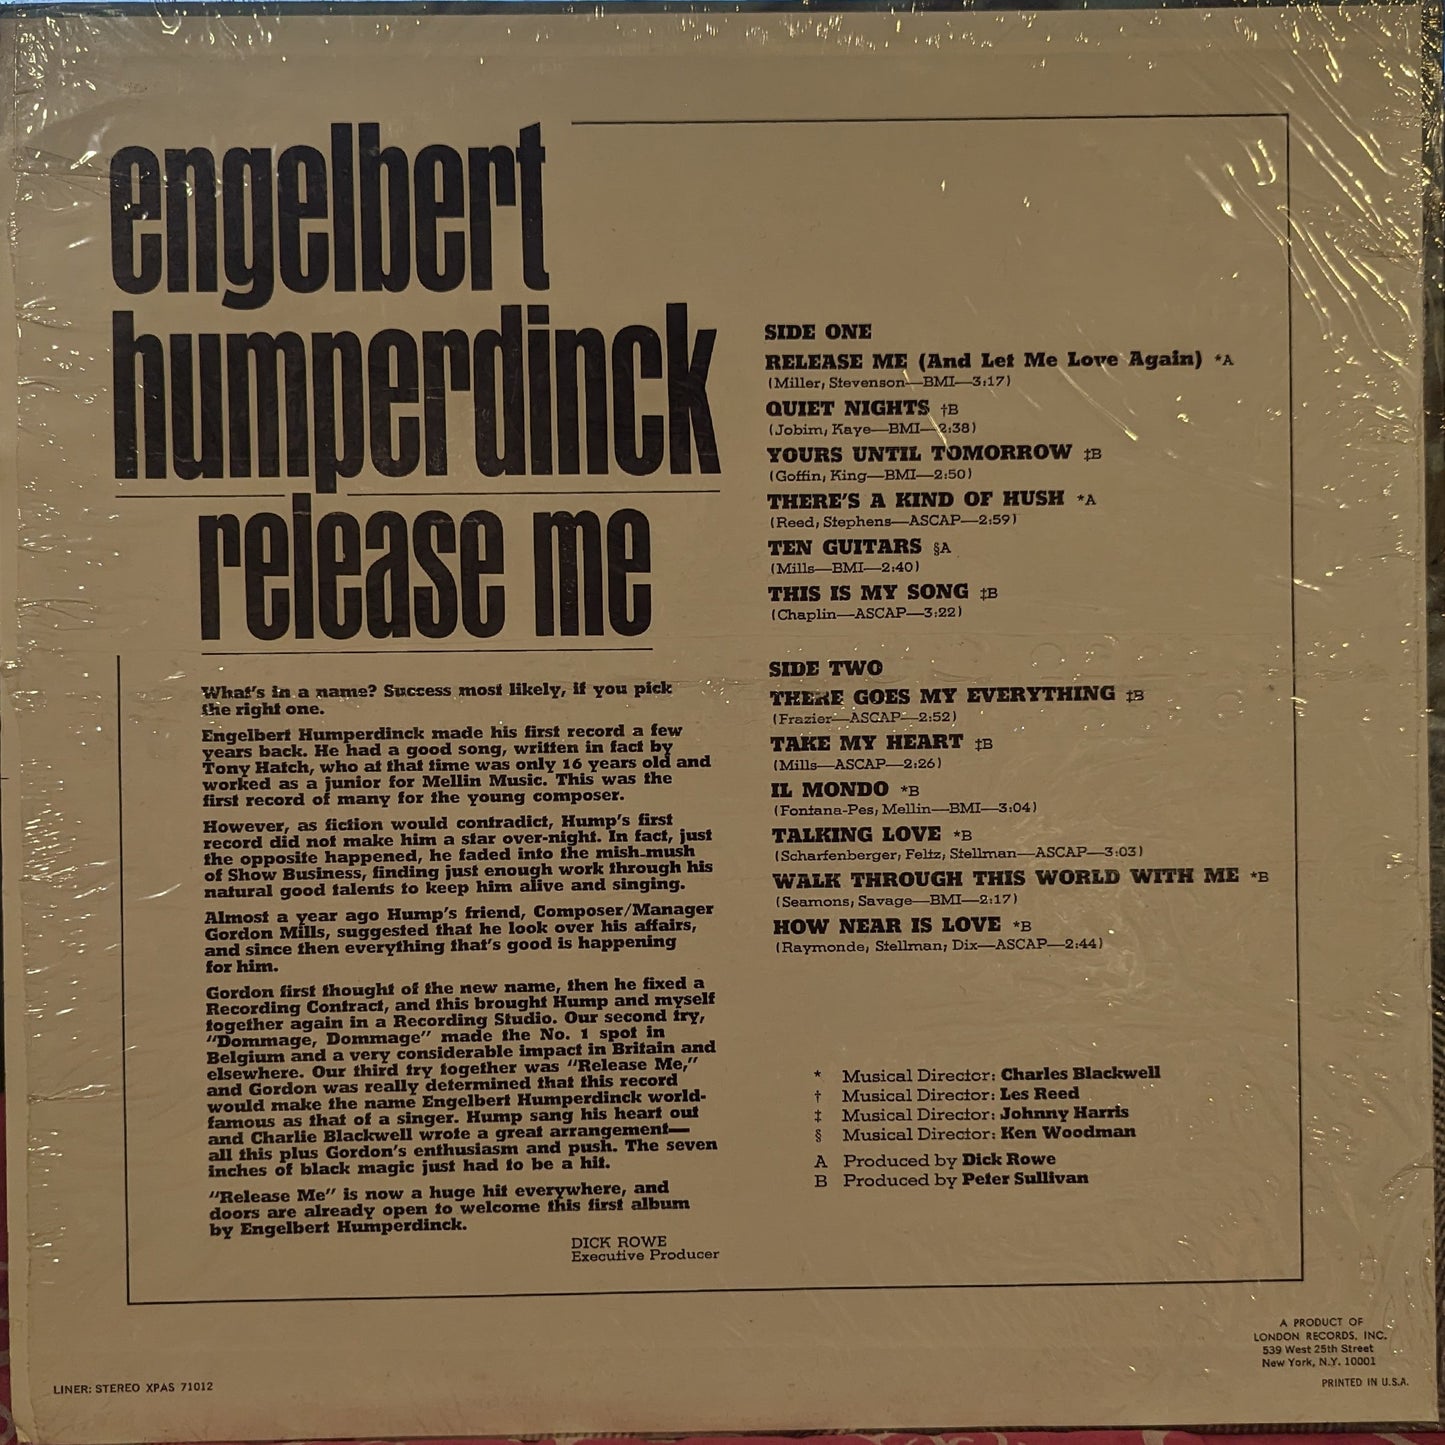 engelbert
humperdinck
release me
What's in a name? Success most likely, if you pick
the right one.
Engelbert Humperdinck made his first record a few
years back. He had a good song, written in fact by
Tony Hatch, who at that time was only 16 years old and
worked as a junior for Mellin Music. This was the
first record of many for the young composer.
However, as fiction would contradict, Hump's first
record did not make him a star over-night. In fact, just
the opposite happened, he faded into the mish-mush
of Show Business, finding just enough work through his
natural good talents to keep him alive and singing.
Almost a year ago Hump's friend, Composer/Manager
Gordon Mills, suggested that he look over his affairs,
and since then everything that's good is happening
for him.
Gordon first thought of the new name, then he fixed a
Recording Contract, and this brought Hump and myself
together again in a Recording Studio. Our second try,
"Dommage, Dommage" made the No. 1 spot in
Belgium and a very considerable impact in Britain and
elsewhere. Our third try together was "Release Me,"
and Gordon was really determined that this record
would make the name Engelbert Humperdinck world-
famous as that of a singer. Hump sang his heart out
and Charlie Blackwell wrote a great arrangement—
all this plus Gordon's enthusiasm and push. The seven
inches of black magic just had to be a hit.
"Release Me" is now a huge hit everywhere, and
doors are already open to welcome this first album
by Engelbert Humperdinck.
DICK ROWE
Executive Producer
SIDE ONE
RELEASE ME (And Let Me Love Again) *A
(Miller, Stevenson—BMI—3:17)
QUIET NIGHTS †B
(Jobim, Kaye—BMI—2:38)
YOURS UNTIL TOMORROW ‡B
(Goffin, King—BMI—2:50)
THERE'S A KIND OF HUSH *A
(Reed, Stephens—ASCAP—2:59)
TEN GUITARS §A
(Mills—BMI—2:40)
THIS IS MY SONG ‡B
(Chaplin—ASCAP—3:22)
SIDE TWO
THERE GOES MY EVERYTHING ‡B
(Frazier—ASCAP—2:52)
TAKE MY HEART ‡B
(Mills—ASCAP—2:26)
IL MONDO *B
(Fontana-Pes, Mellin—BMI—3:04)
TALKING LOVE *B
(Scharfenberger, Feltz, Stellman—ASCAP—3:03)
WALK THROUGH THIS WORLD WITH ME *B
(Seamons, Savage—BMI—2:17)
HOW NEAR IS LOVE *B
(Raymonde, Stellman, Dix—ASCAP—2:44)
* Musical Director: Charles Blackwell
† Musical Director: Les Reed
‡ Musical Director: Johnny Harris
§ Musical Director: Ken Woodman
A Produced by Dick Rowe
B Produced by Peter Sullivan
A PRODUCT OF
LONDON RECORDS, INC.
539 West 25th Street
New York, N.Y. 10001
LINER: STEREO XPAS 71012
PRINTED IN U.S.A.